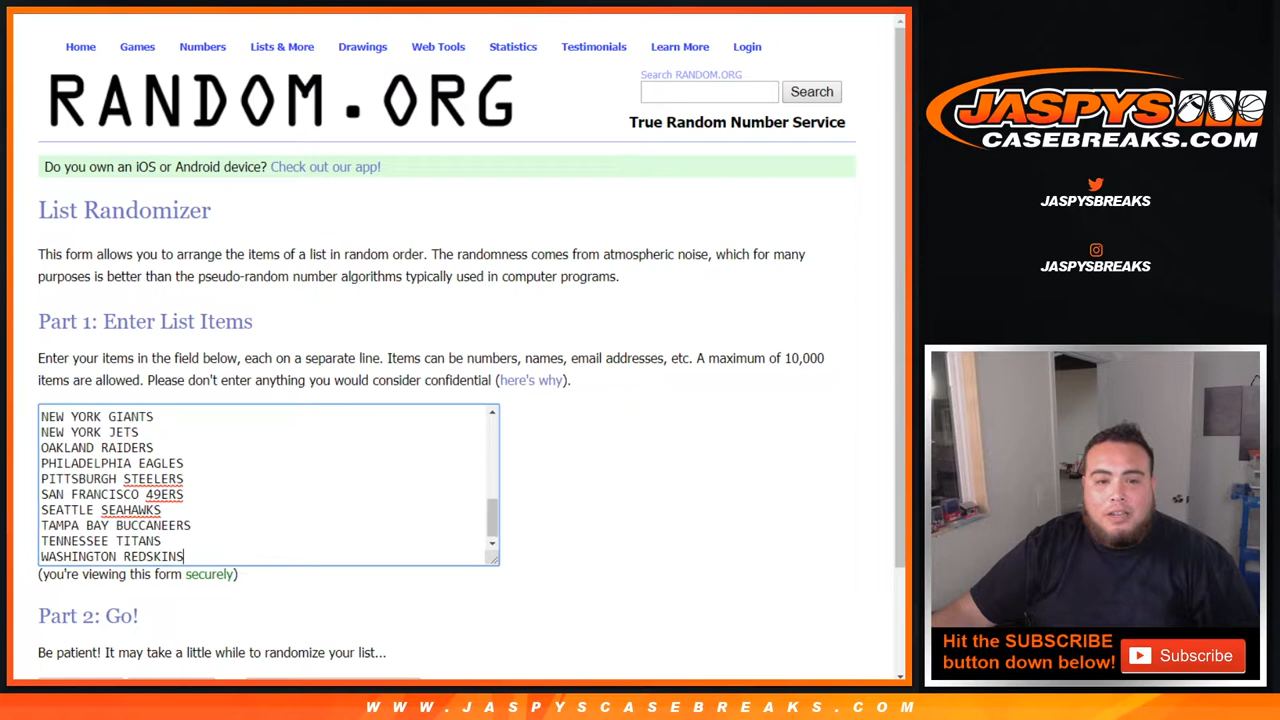 Home Games Numbers Lists & More Drawings Web Tools Statistics Testimonials Learn More Login
RANDOM.ORG
Search RANDOM.ORG
Search
True Random Number Service
Do you own an iOS or Android device? Check out our app!
List Randomizer
This form allows you to arrange the items of a list in random order. The randomness comes from atmospheric noise, which for many
purposes is better than the pseudo-random number algorithms typically used in computer programs.
Part 1: Enter List Items
Enter your items in the field below, each on a separate line. Items can be numbers, names, email addresses, etc. A maximum of 10,000
items are allowed. Please don't enter anything you would consider confidential (here's why).
NEW YORK GIANTS
NEW YORK JETS
OAKLAND RAIDERS
PHILADELPHIA EAGLES
PITTSBURGH STEELERS
SAN FRANCISCO 49ERS
SEATTLE SEAHAWKS
TAMPA BAY BUCCANEERS
TENNESSEE TITANS
WASHINGTON REDSKINS
(you're viewing this form securely)
Part 2: Go!
Be patient! It may take a little while to randomize your list...
JASPYS
CASEBREAKS.COM
JASPYSBREAKS
JASPYSBREAKS
Hit the SUBSCRIBE
button down below!
Subscribe
WWW.JASPYSCASEBREAKS.COM